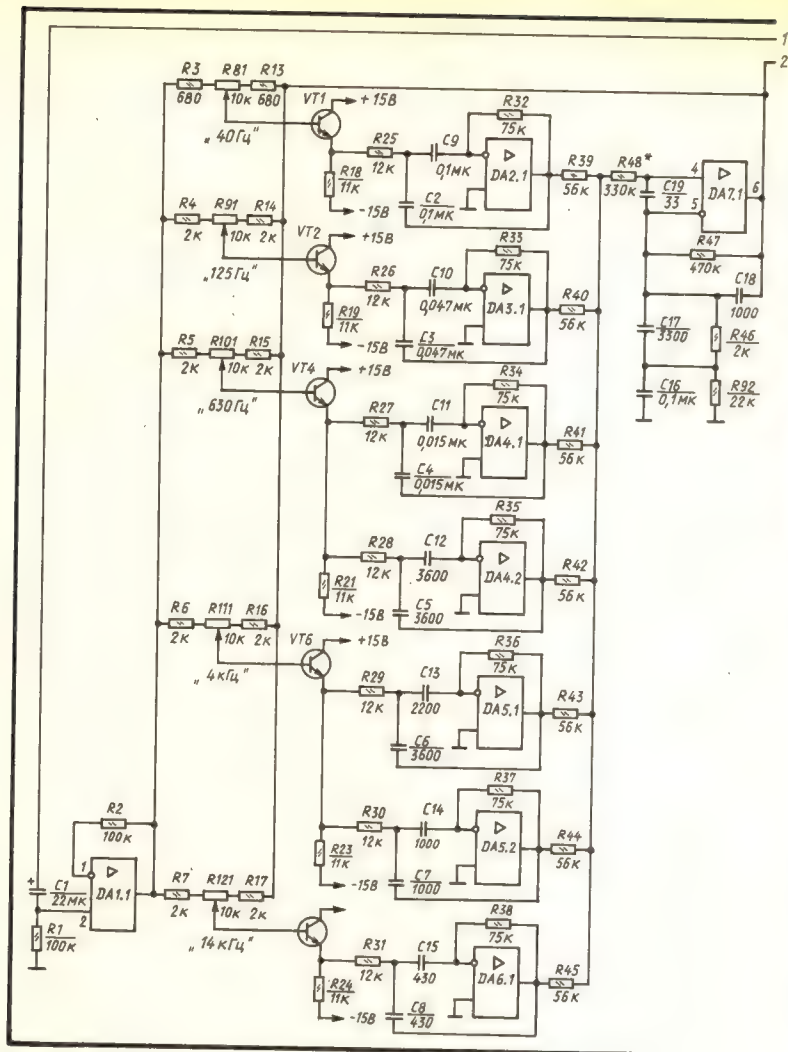 1
2
R3 R81 R13
680 10к 680
„40Гц"
VT1 +15В
R18
11к
-15В
R25
12к
C9
0,1мк
C2
0,1мк
R32
75к
DA2.1
R39
56к
R48*
330к
C19
33
4
5
DA7.1
6
R47
470к
C18
1000
C17
3300
R46
2к
C16
0,1мк
R92
22к
R4 R91 R14
2к 10к 2к
„125Гц"
VT2 +15В
R19
11к
-15В
R26
12к
C10
0,047мк
C3
0,047мк
R33
75к
DA3.1
R40
56к
R5 R101 R15
2к 10к 2к
„630Гц"
VT4 +15В
R27
12к
C11
0,015мк
C4
0,015мк
R34
75к
DA4.1
R41
56к
R28
12к
R21
11к
-15В
C12
3600
C5
3600
R35
75к
DA4.2
R42
56к
R6 R111 R16
2к 10к 2к
„4кГц"
VT6 +15В
R29
12к
C13
2200
C6
3600
R36
75к
DA5.1
R43
56к
R30
12к
R23
11к
-15В
C14
1000
C7
1000
R37
75к
DA5.2
R44
56к
R2
100к
1
DA1.1
2
+
C1
22мк
R1
100к
R7 R121 R17
2к 10к 2к
„14кГц"
R24
11к
-15В
R31
12к
C15
430
C8
430
R38
75к
DA6.1
R45
56к